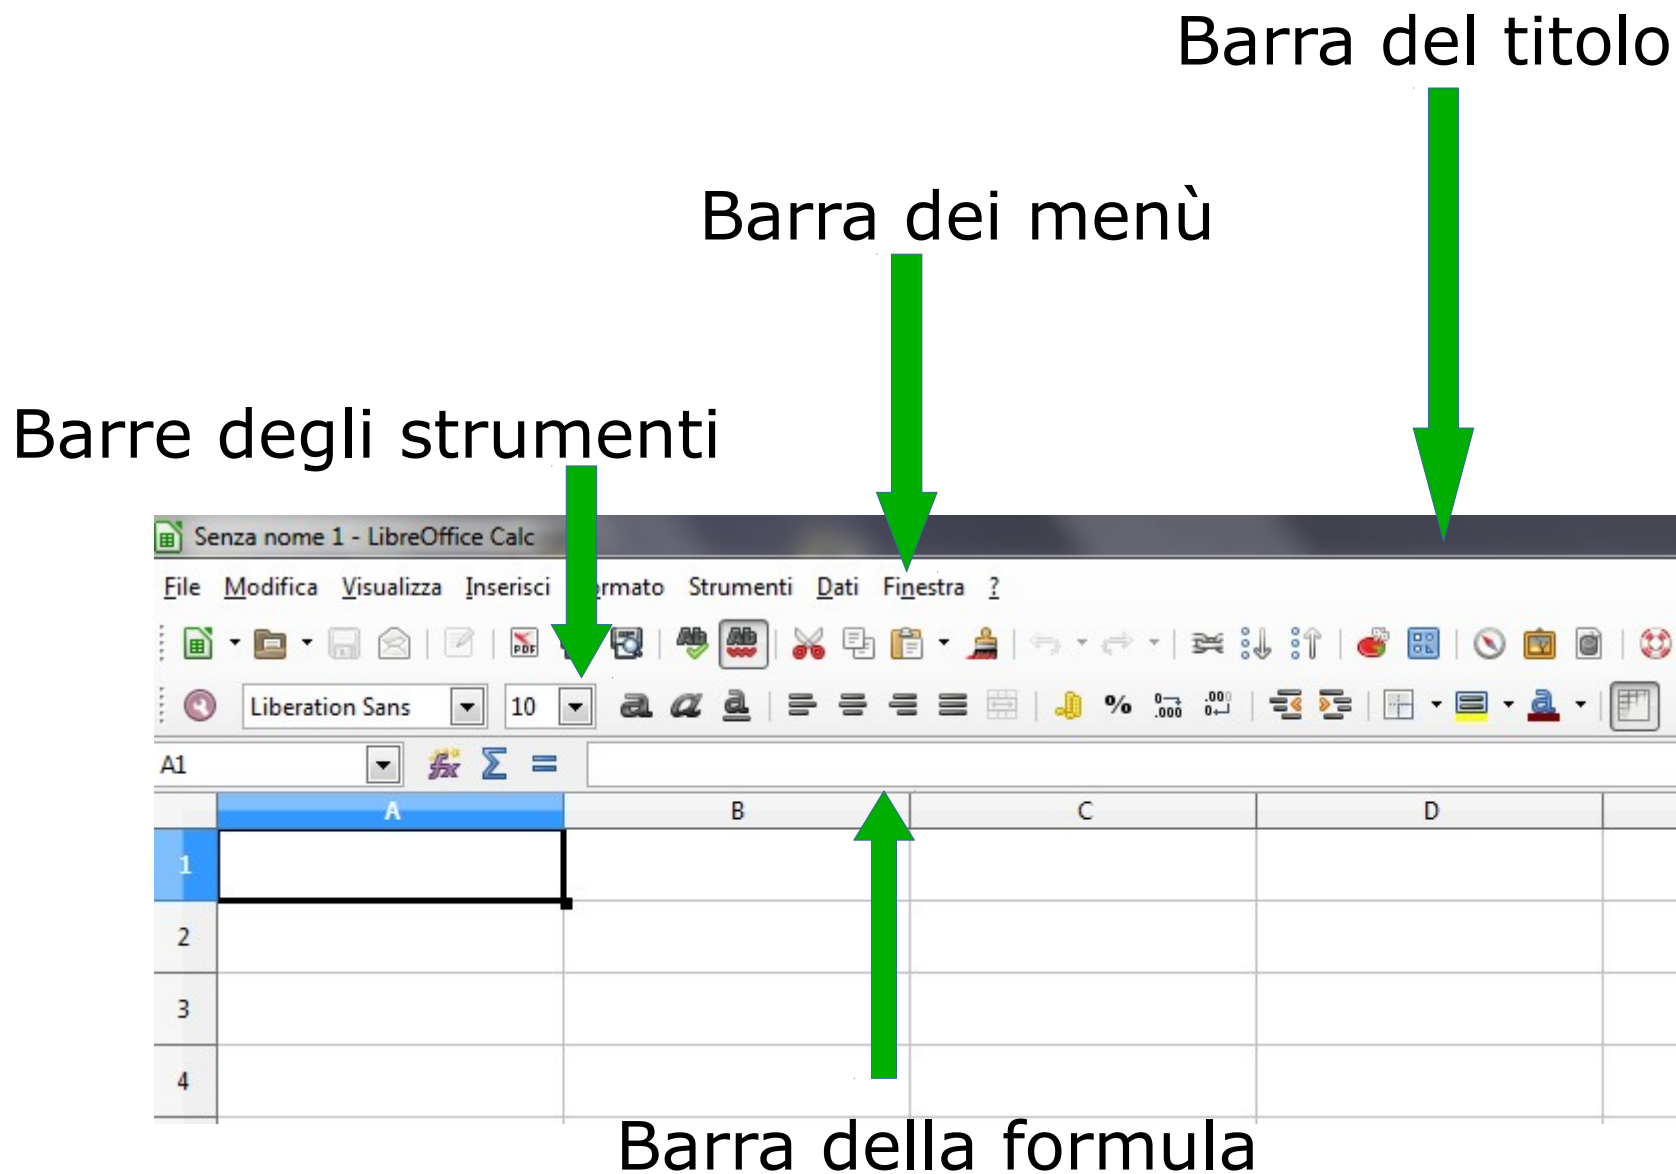 Barra del titolo
Barra dei menù
Barre degli strumenti
Senza nome 1 - LibreOffice Calc
File Modifica Visualizza Inserisci Strumenti Dati Finestra ?
PDF
Liberation Sans 10 a a a % a
A1
A B C D
1
2
3
4
Barra della formula